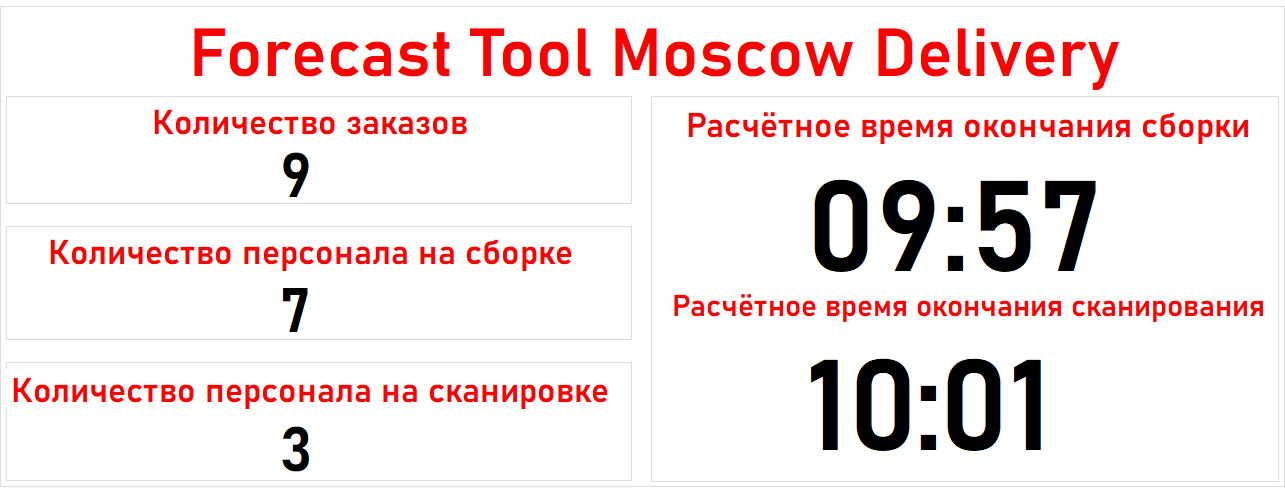 Forecast Tool Moscow Delivery
Количество заказов
9
Количество персонала на сборке
7
Количество персонала на сканировке
3
Расчётное время окончания сборки
09:57
Расчётное время окончания сканирования
10:01